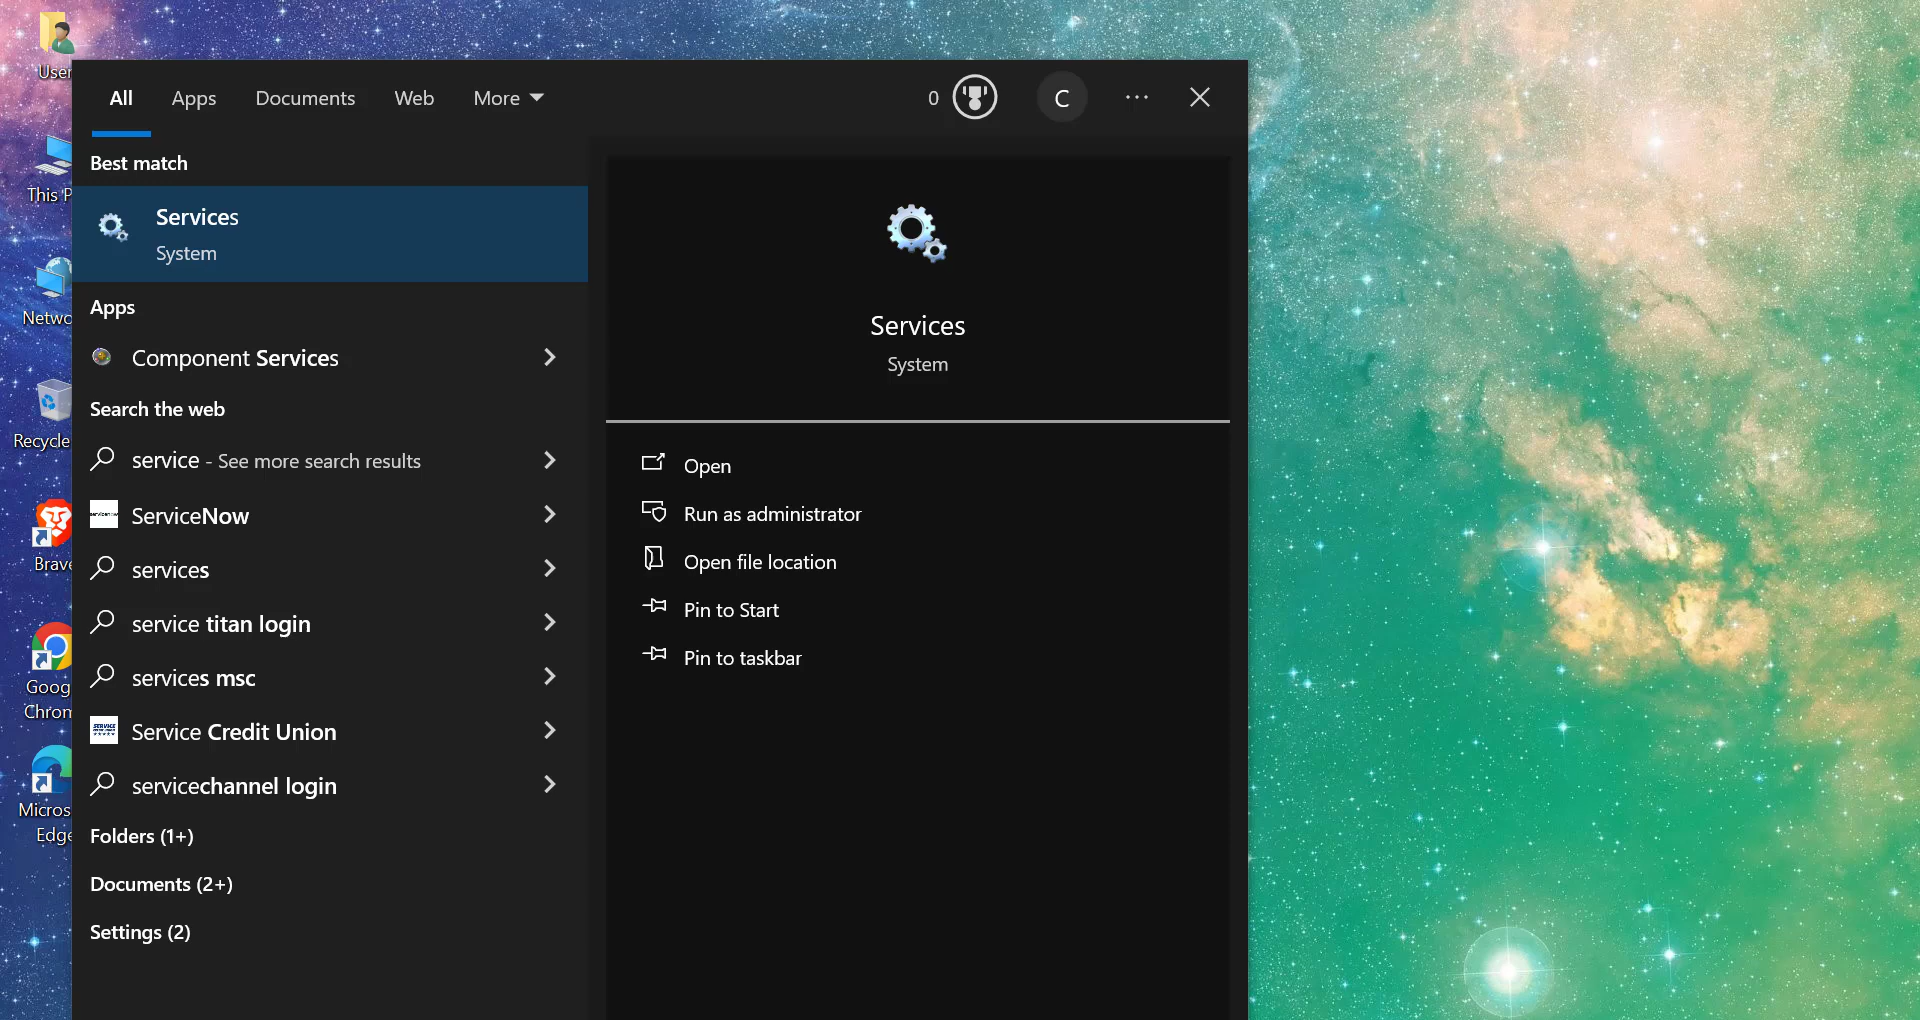 User
This P
Netwo
Recycle
Brave
Goog
Chrom
Micros
Edge
All
Apps
Documents
Web
More
0
C
Best match
Services
System
Apps
Component Services
Search the web
service - See more search results
ServiceNow
services
service titan login
services msc
Service Credit Union
servicechannel login
Folders (1+)
Documents (2+)
Settings (2)
Services
System
Open
Run as administrator
Open file location
Pin to Start
Pin to taskbar